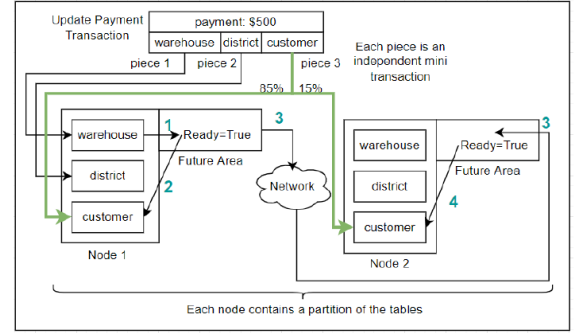 Update Payment
Transaction
payment: $500
warehouse district customer
piece 1 piece 2 piece 3
Each piece is an
independent mini
transaction
85% 15%
1
3
3
warehouse
Ready=True
Future Area
district
2
customer
Node 1
Network
warehouse
Ready=True
Future Area
district
4
customer
Node 2
Each node contains a partition of the tables